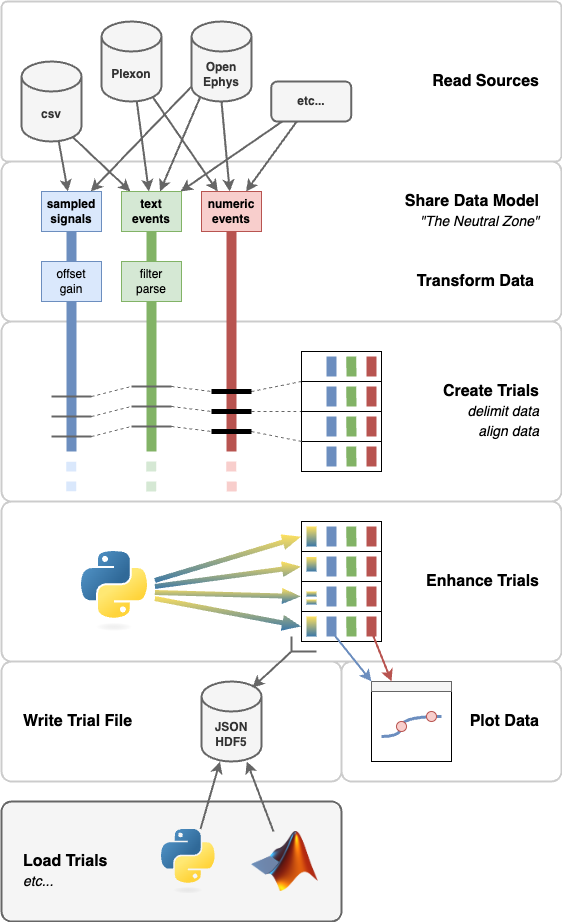 Plexon
Open
Ephys
csv
etc...
Read Sources
sampled
signals
text
events
numeric
events
Share Data Model
"The Neutral Zone"
offset
gain
filter
parse
Transform Data
Create Trials
delimit data
align data
Enhance Trials
Write Trial File
JSON
HDF5
Plot Data
Load Trials
etc...